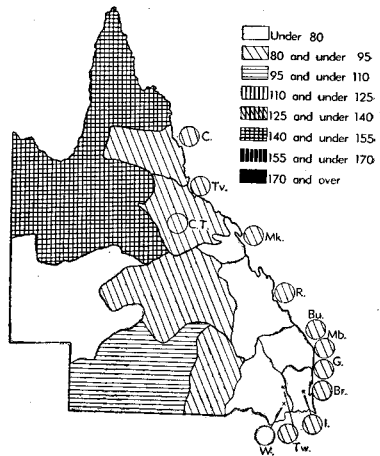 Under 80
80 and under 95
95 and under 110
110 and under 125
125 and under 140
140 and under 155
155 and under 170
170 and over
C.
Tv.
C.T.
Mk.
R.
Bu.
Mb.
G.
Br.
I.
Tw.
W.